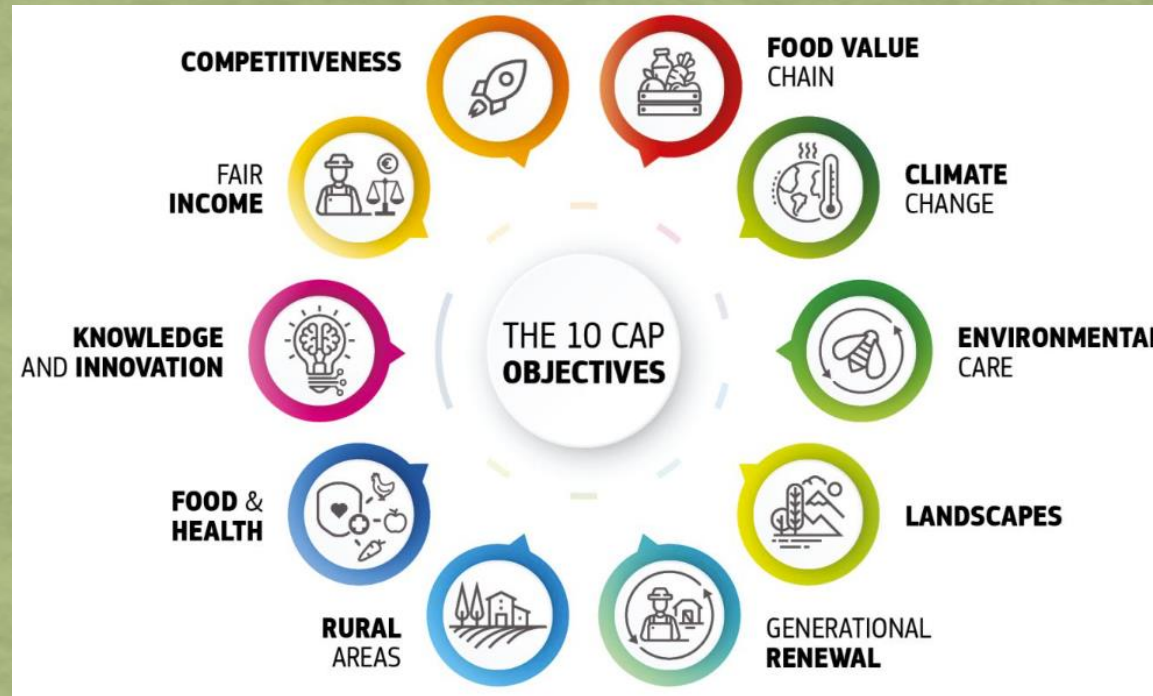 COMPETITIVENESS
FOOD VALUE
CHAIN
FAIR
INCOME
€
CLIMATE
CHANGE
KNOWLEDGE
AND INNOVATION
THE 10 CAP
OBJECTIVES
ENVIRONMENTAL
CARE
FOOD &
HEALTH
LANDSCAPES
RURAL
AREAS
GENERATIONAL
RENEWAL